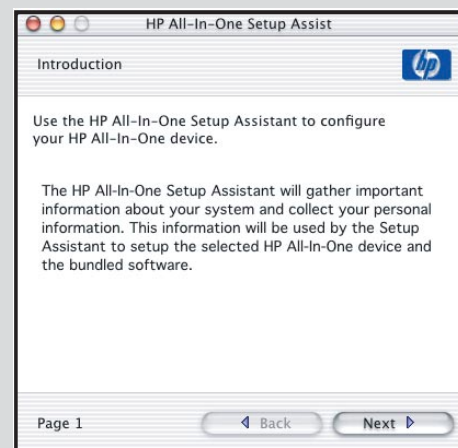 HP All-In-One Setup Assist
Introduction
hp
Use the HP All-In-One Setup Assistant to configure
your HP All-In-One device.
The HP All-In-One Setup Assistant will gather important
information about your system and collect your personal
information. This information will be used by the Setup
Assistant to setup the selected HP All-In-One device and
the bundled software.
Page 1
Back
Next